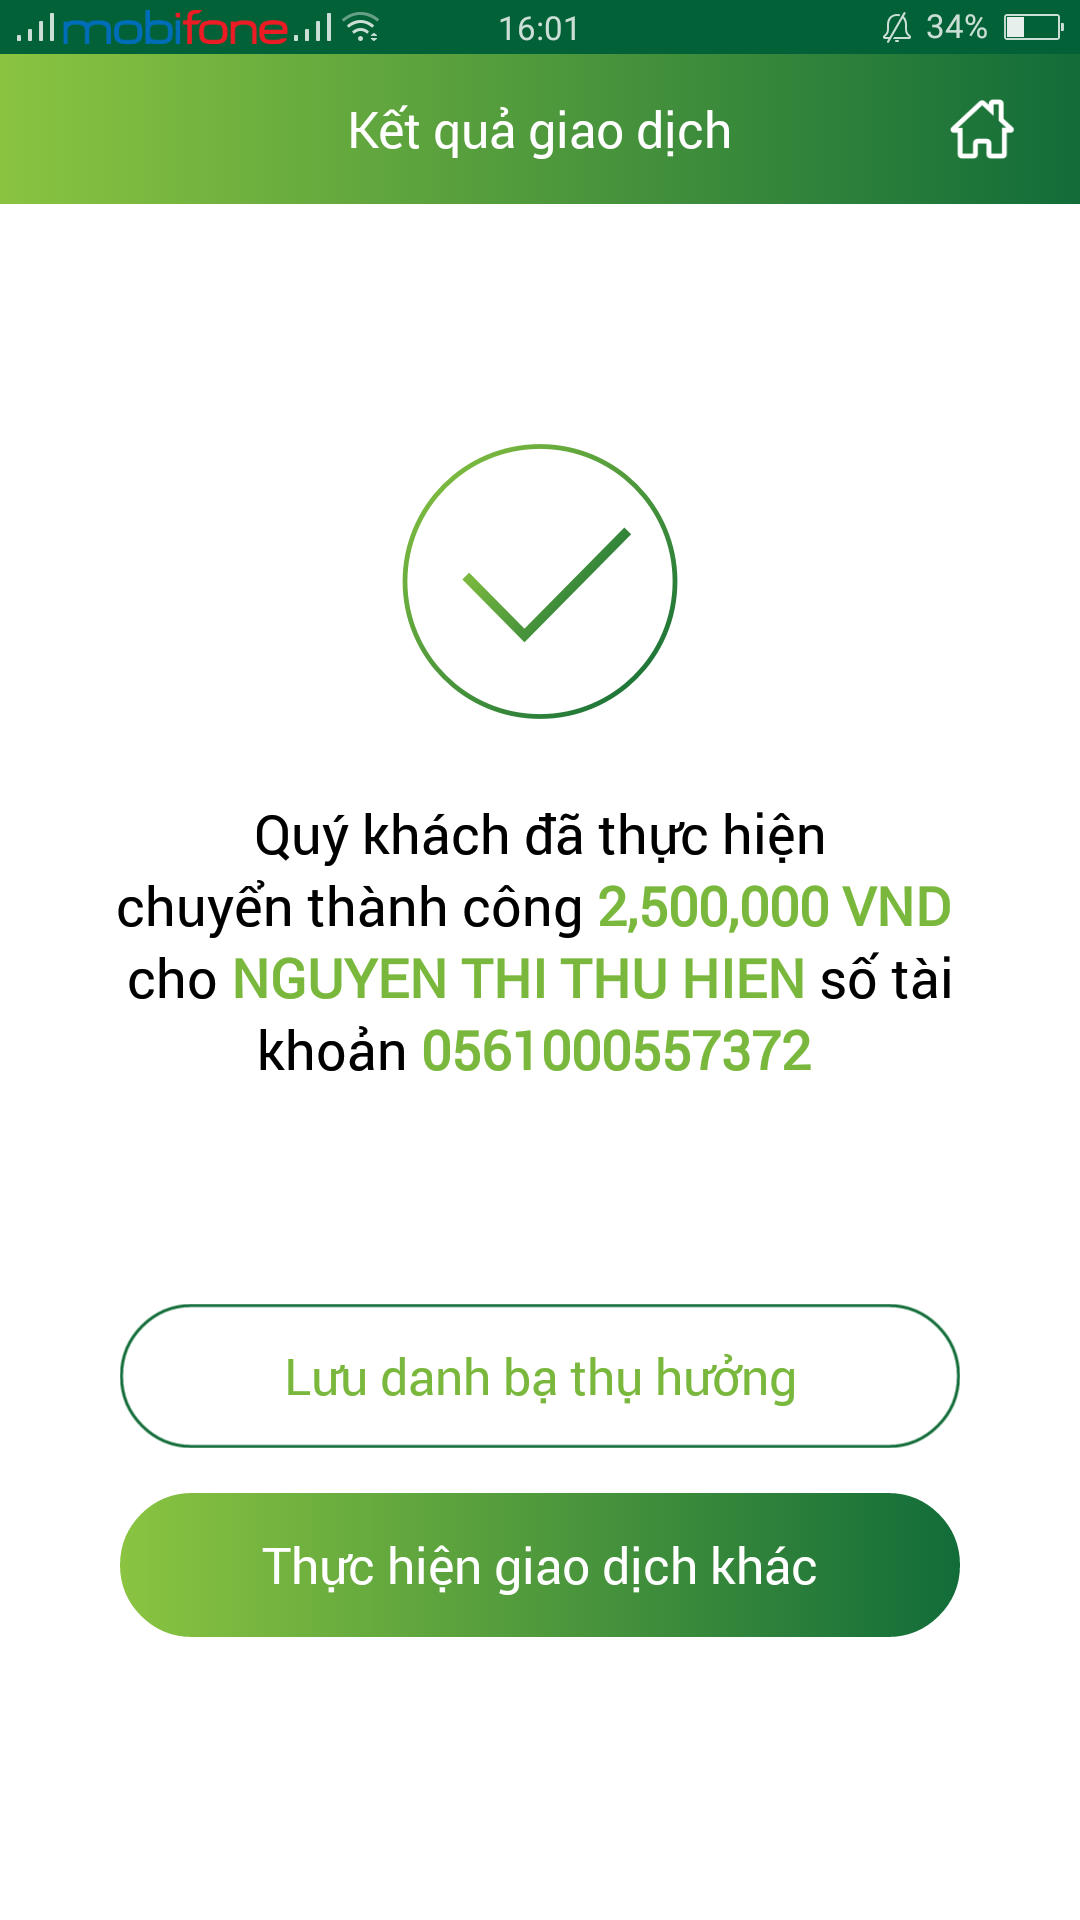 mobifone 16:01 34%
Kết quả giao dịch
Quý khách đã thực hiện
chuyển thành công 2,500,000 VND
cho NGUYEN THI THU HIEN số tài
khoản 0561000557372
Lưu danh bạ thụ hưởng
Thực hiện giao dịch khác